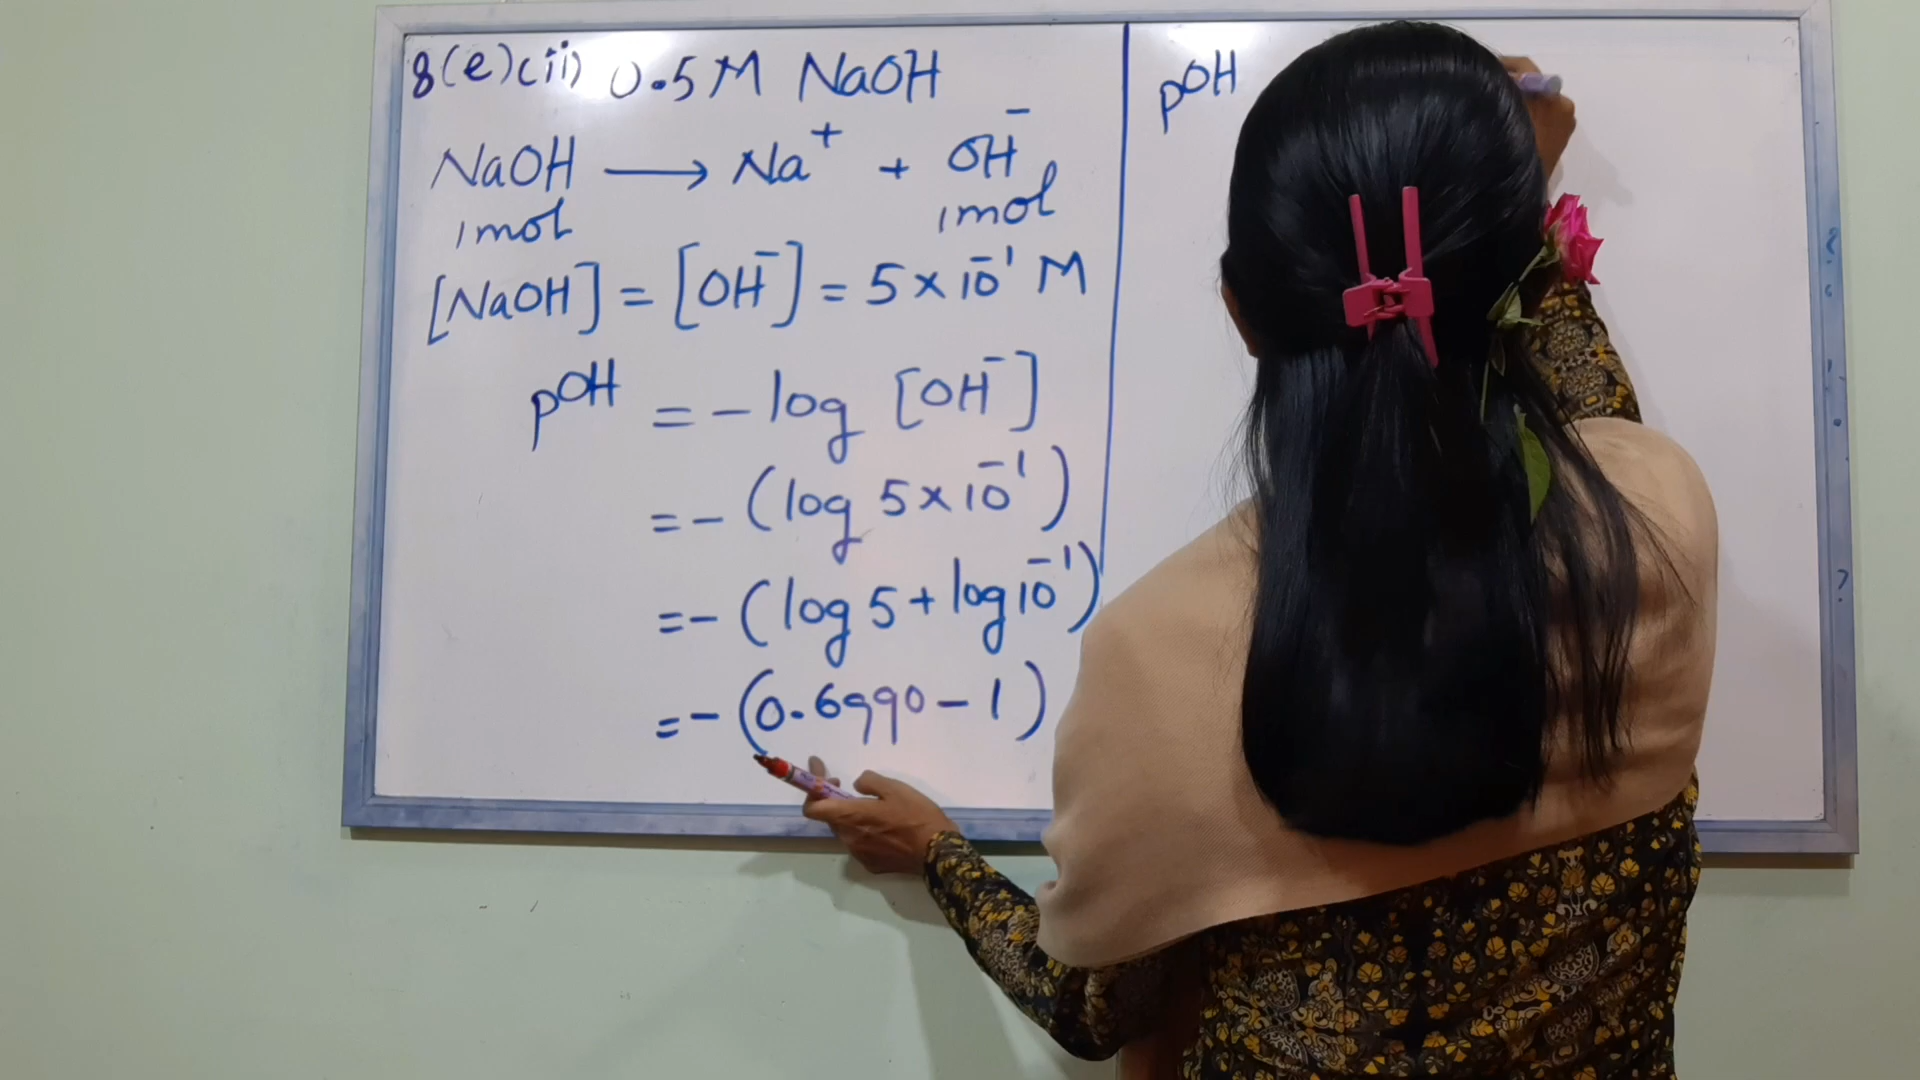 8(e)(ii) 0.5M NaOH
NaOH ⟶ Na⁺ + OH⁻
1mol 1mol
[NaOH] = [OH⁻] = 5 × 10⁻¹ M
pOH = - log [OH⁻]
= - (log 5 × 10⁻¹)
= - (log 5 + log 10⁻¹)
= - (0.6990 - 1)
pOH